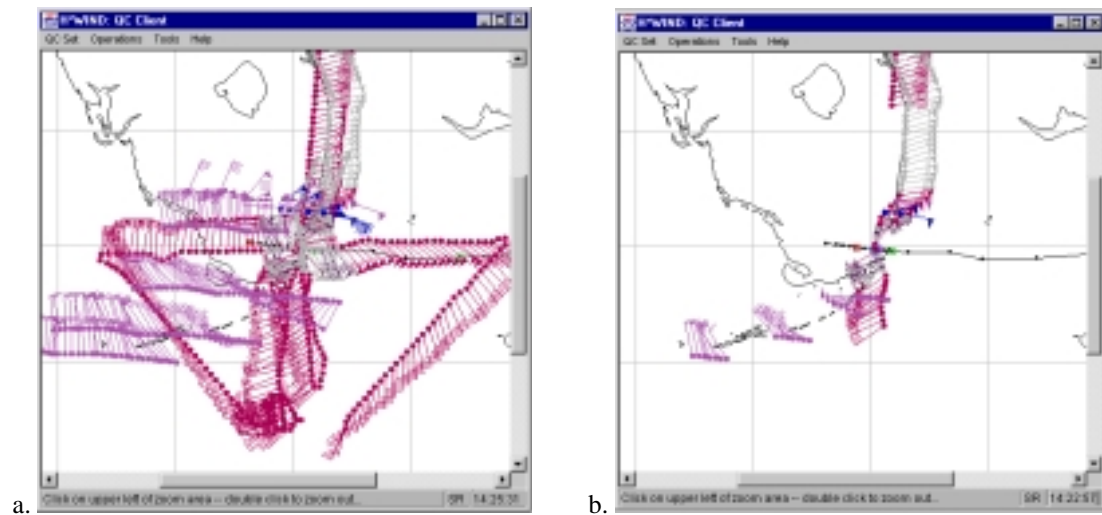 H*WIND: QC Client
QC Set Operations Tools Help
Click on upper left of zoom area -- double click to zoom out...
SR 14:25:31
a.
H*WIND: QC Client
QC Set Operations Tools Help
Click on upper left of zoom area -- double click to zoom out...
SR 14:22:57
b.